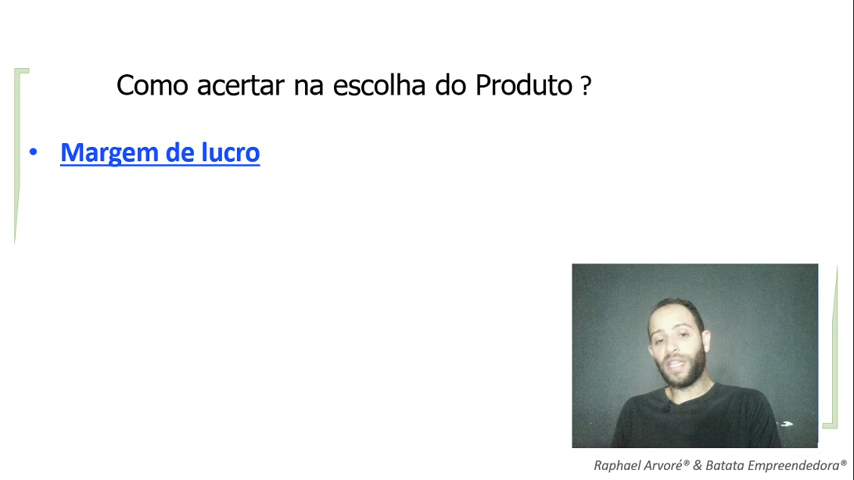 Como acertar na escolha do Produto ?
• Margem de lucro
Raphael Arvoré® & Batata Empreendedora®